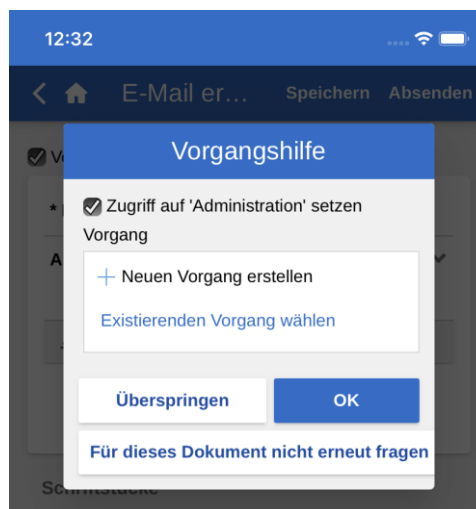 12:32
E-Mail er... Speichern Absenden
Vorgangshilfe
Zugriff auf 'Administration' setzen
Vorgang
Neuen Vorgang erstellen
Existierenden Vorgang wählen
Überspringen OK
Für dieses Dokument nicht erneut fragen
Schriftstücke